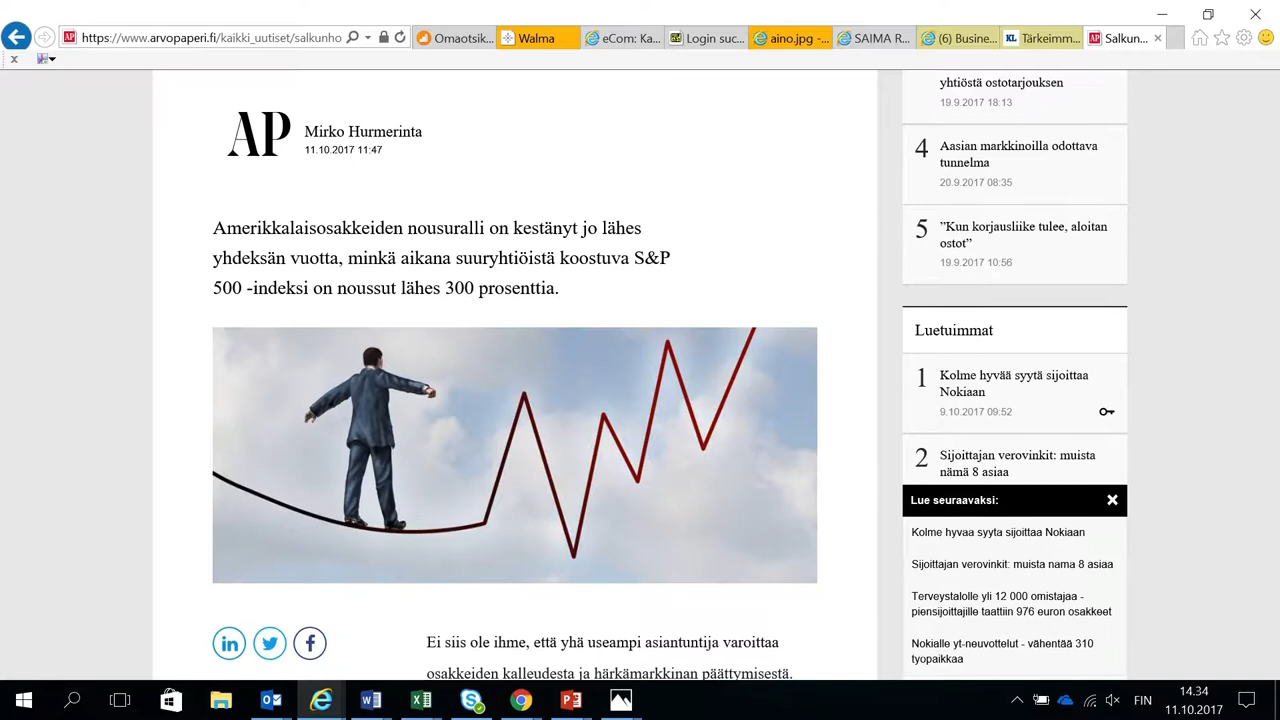 https://www.arvopaperi.fi/kaikki_uutiset/salkunho
Omaotsik...
Walma
eCom: Ka...
Login suc...
aino.jpg -...
SAIMA R...
(6) Busine...
KL Tärkeimm...
AP Salkun...
x
AP
Mirko Hurmerinta
11.10.2017 11:47
Amerikkalaisosakkeiden nousuralli on kestänyt jo lähes
yhdeksän vuotta, minkä aikana suuryhtiöistä koostuva S&P
500 -indeksi on noussut lähes 300 prosenttia.
in
f
Ei siis ole ihme, että yhä useampi asiantuntija varoittaa
osakkeiden kalleudesta ja härkämarkkinan päättymisestä.
yhtiöstä ostotarjouksen
19.9.2017 18:13
4
Aasian markkinoilla odottava
tunnelma
20.9.2017 08:35
5
”Kun korjausliike tulee, aloitan
ostot”
19.9.2017 10:56
Luetuimmat
1
Kolme hyvää syytä sijoittaa
Nokiaan
9.10.2017 09:52
2
Sijoittajan verovinkit: muista
nämä 8 asiaa
Lue seuraavaksi:
Kolme hyvaa syyta sijoittaa Nokiaan
Sijoittajan verovinkit: muista nama 8 asiaa
Terveystalolle yli 12 000 omistajaa -
piensijoittajille taattiin 976 euron osakkeet
Nokialle yt-neuvottelut - vähentää 310
tyopaikkaa
FIN
14.34
11.10.2017